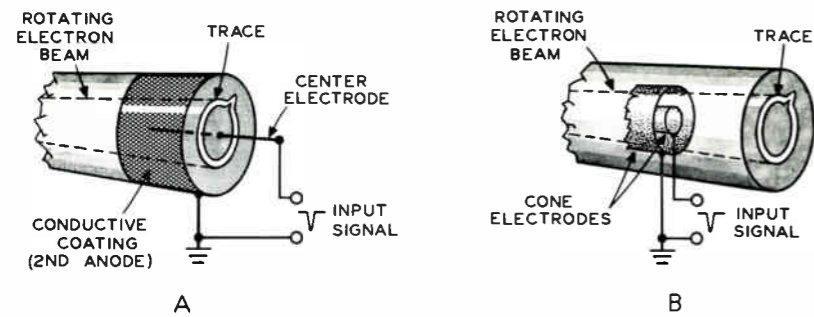 ROTATING
ELECTRON
BEAM
TRACE
CENTER
ELECTRODE
CONDUCTIVE
COATING
(2ND ANODE)
INPUT
SIGNAL
A
ROTATING
ELECTRON
BEAM
TRACE
CONE
ELECTRODES
INPUT
SIGNAL
B